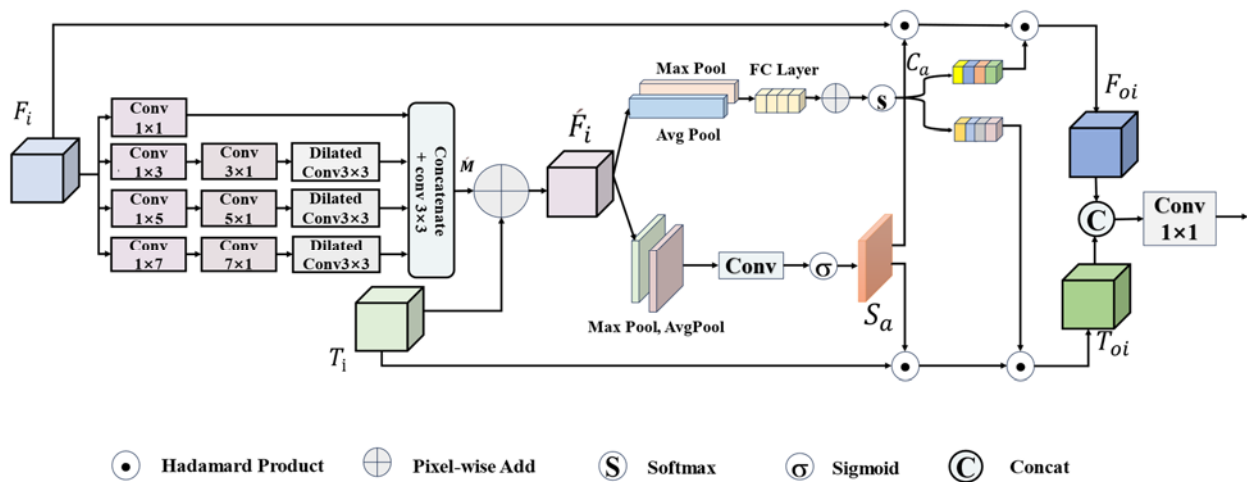 F_i
Conv
1×1
Conv
1×3
Conv
3×1
Dilated
Conv3×3
Conv
1×5
Conv
5×1
Dilated
Conv3×3
Conv
1×7
Conv
7×1
Dilated
Conv3×3
Concatenate
+ conv 3×3
Ḿ
T_i
F́_i
Max Pool
Avg Pool
FC Layer
S
C_a
Max Pool, AvgPool
Conv
σ
S_a
F_oi
C
Conv
1×1
T_oi
Hadamard Product
Pixel-wise Add
S Softmax
σ Sigmoid
C Concat